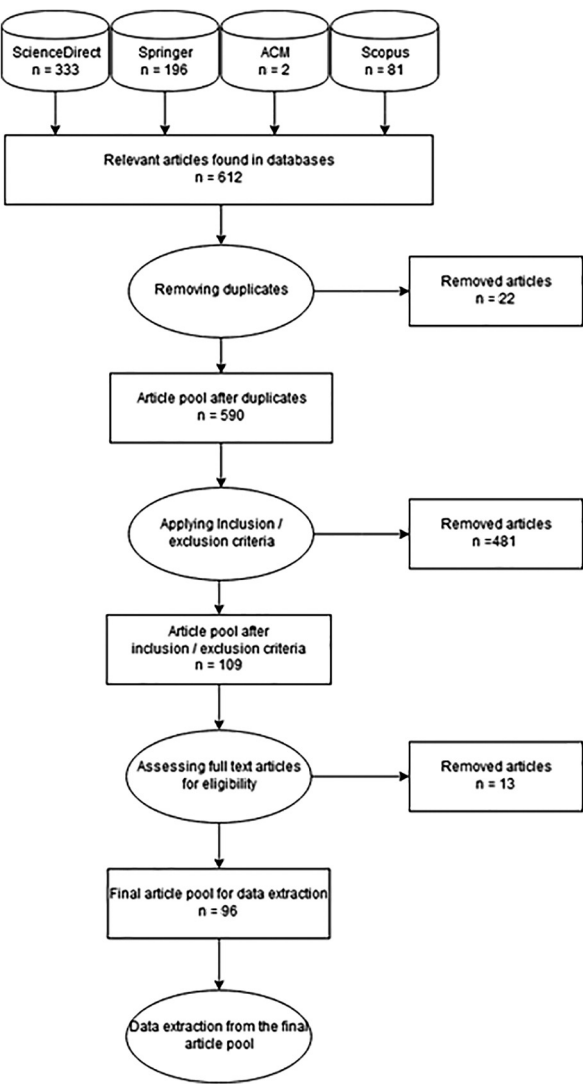 ScienceDirect
n = 333
Springer
n = 196
ACM
n = 2
Scopus
n = 81
Relevant articles found in databases
n = 612
Removing duplicates
Removed articles
n = 22
Article pool after duplicates
n = 590
Applying Inclusion /
exclusion criteria
Removed articles
n =481
Article pool after
inclusion / exclusion criteria
n = 109
Assessing full text articles
for eligibility
Removed articles
n = 13
Final article pool for data extraction
n = 96
Data extraction from the final
article pool